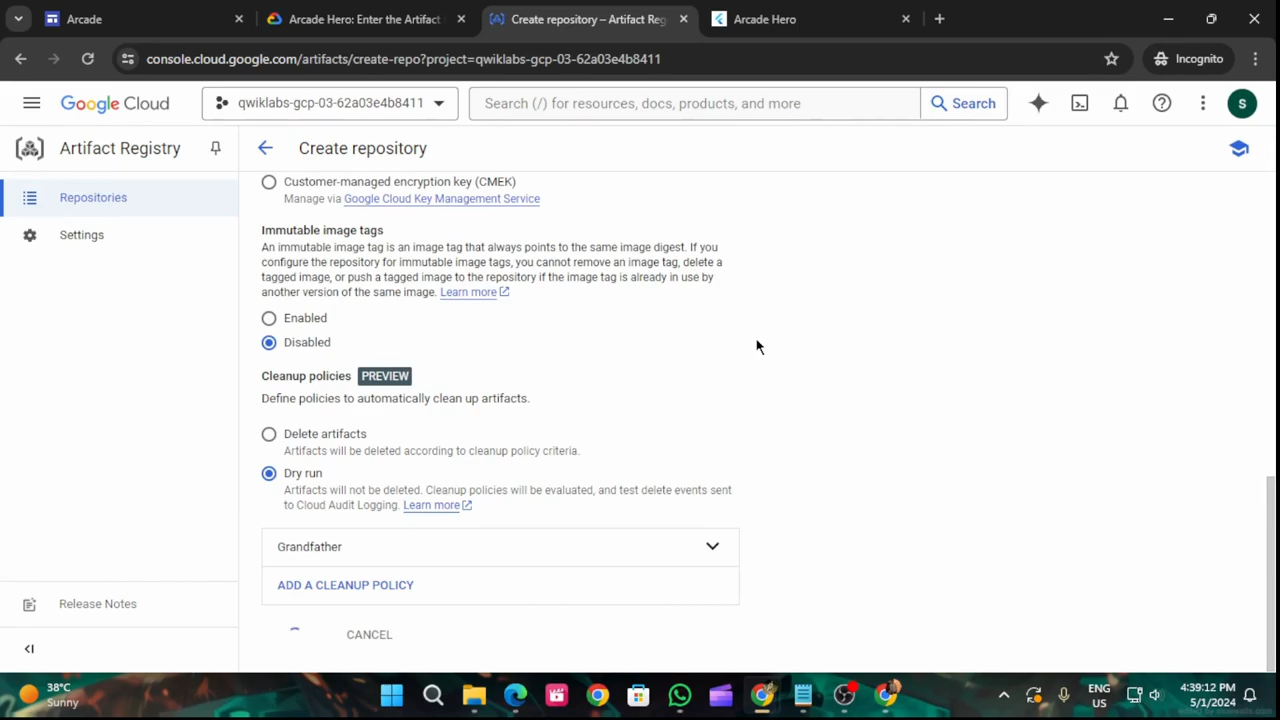 Arcade
Arcade Hero: Enter the Artifact
Create repository – Artifact Reg
Arcade Hero
console.cloud.google.com/artifacts/create-repo?project=qwiklabs-gcp-03-62a03e4b8411
Incognito
Google Cloud
qwiklabs-gcp-03-62a03e4b8411
Search (/) for resources, docs, products, and more
Search
S
Artifact Registry
Create repository
Repositories
Settings
Customer-managed encryption key (CMEK)
Manage via Google Cloud Key Management Service
Immutable image tags
An immutable image tag is an image tag that always points to the same image digest. If you
configure the repository for immutable image tags, you cannot remove an image tag, delete a
tagged image, or push a tagged image to the repository if the image tag is already in use by
another version of the same image. Learn more
Enabled
Disabled
Cleanup policies PREVIEW
Define policies to automatically clean up artifacts.
Delete artifacts
Artifacts will be deleted according to cleanup policy criteria.
Dry run
Artifacts will not be deleted. Cleanup policies will be evaluated, and test delete events sent
to Cloud Audit Logging. Learn more
Grandfather
ADD A CLEANUP POLICY
CANCEL
Release Notes
38°C
Sunny
ENG
US
4:39:12 PM
5/1/2024